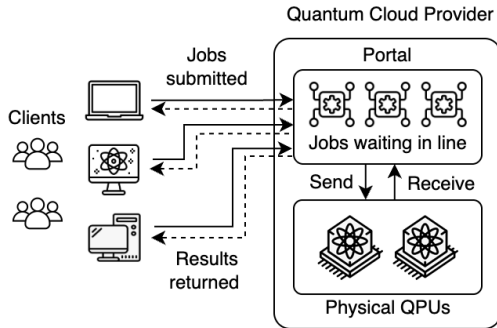 Quantum Cloud Provider
Jobs
submitted
Portal
Clients
Jobs waiting in line
Send
Receive
Results
returned
Physical QPUs